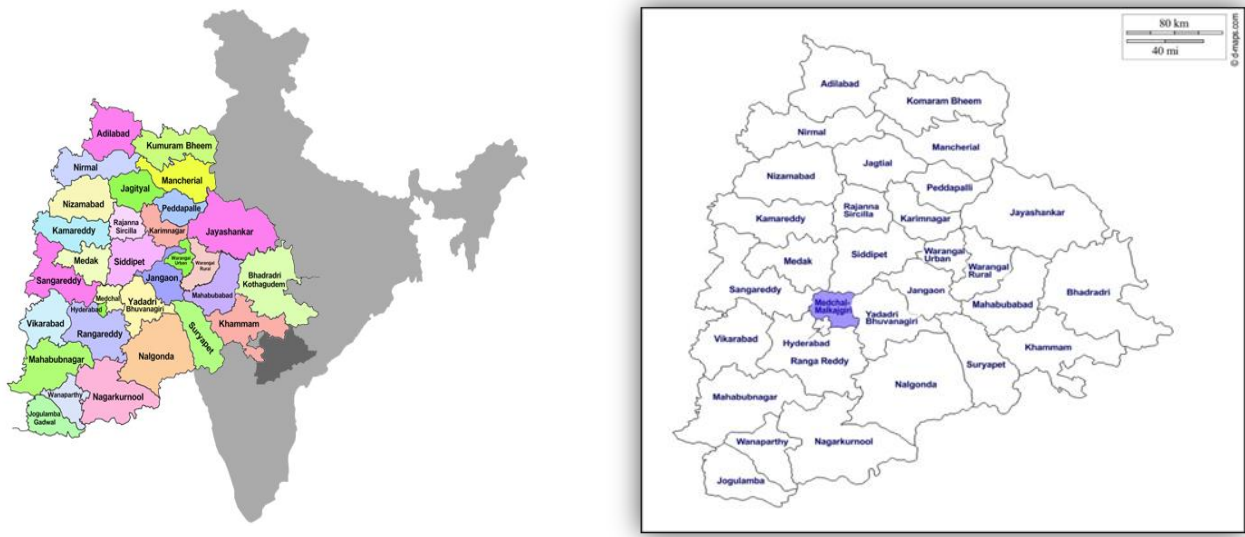 Adilabad
Kumuram Bheem
Nirmal
Mancherial
Jagityal
Nizamabad
Peddapalle
Rajanna
Sircilla
Kamareddy
Karimnagar
Jayashankar
Medak
Siddipet
Warangal
Urban
Warangal
Rural
Sangareddy
Jangaon
Bhadradri
Kothagudem
Mahabubabad
Medchal
Yadadri
Bhuvanagiri
Hyderabad
Vikarabad
Rangareddy
Suryapet
Khammam
Mahabubnagar
Nalgonda
Wanaparthy
Nagarkurnool
Jogulamba
Gadwal
80 km
40 mi
© d-maps.com
Adilabad
Komaram Bheem
Nirmal
Mancherial
Jagtial
Nizamabad
Peddapalli
Rajanna
Sircilla
Kamareddy
Karimnagar
Jayashankar
Siddipet
Warangal
Urban
Medak
Warangal
Rural
Sangareddy
Jangaon
Bhadradri
Medchal-
Malkajgiri
Mahabubabad
Yadadri
Bhuvanagiri
Vikarabad
Hyderabad
Khammam
Ranga Reddy
Suryapet
Nalgonda
Mahabubnagar
Wanaparthy
Nagarkurnool
Jogulamba